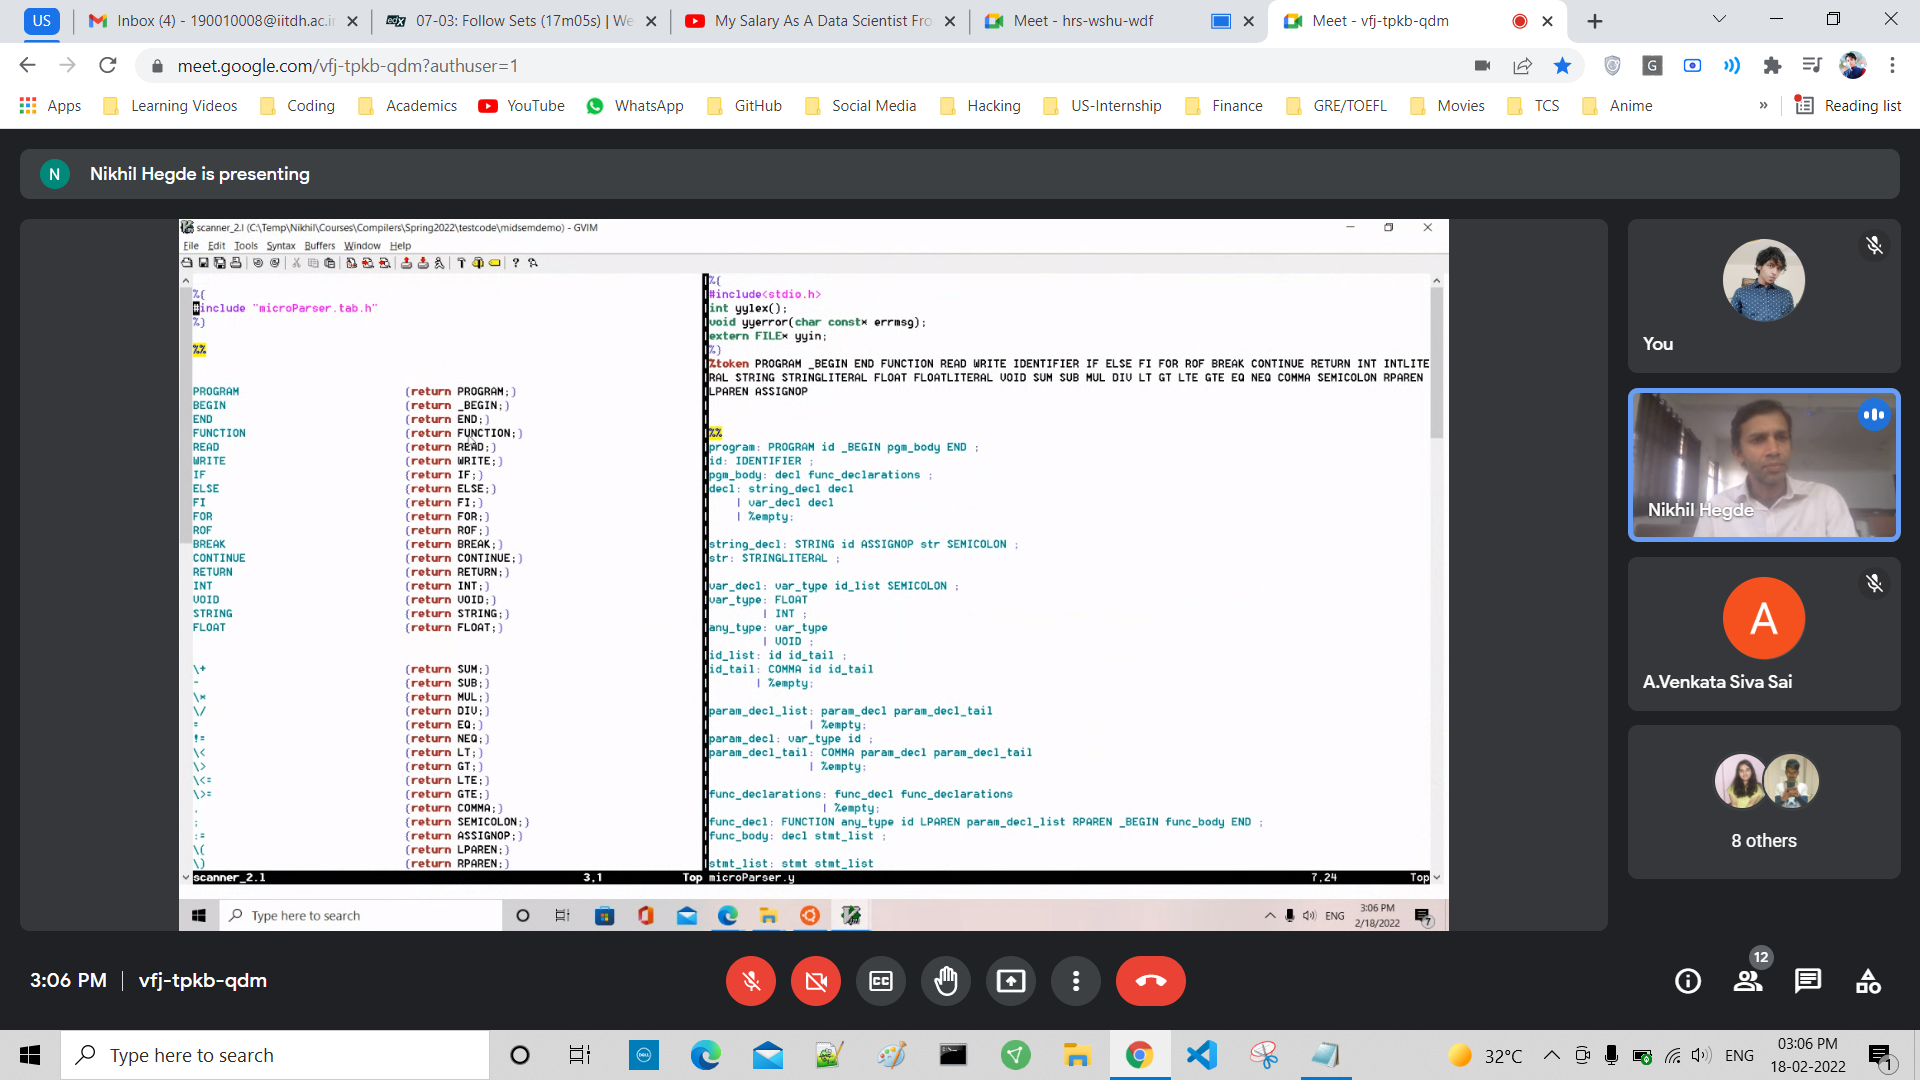 US
Inbox (4) - 190010008@iitdh.ac.i
07-03: Follow Sets (17m05s) | We
My Salary As A Data Scientist Fro
Meet - hrs-wshu-wdf
Meet - vfj-tpkb-qdm
meet.google.com/vfj-tpkb-qdm?authuser=1
Apps
Learning Videos
Coding
Academics
YouTube
WhatsApp
GitHub
Social Media
Hacking
US-Internship
Finance
GRE/TOEFL
Movies
TCS
Anime
»
Reading list
N
Nikhil Hegde is presenting
scanner_2.l (C:\Temp\Nikhil\Courses\Compilers\Spring2022\testcode\midsemdemo) - GVIM
File Edit Tools Syntax Buffers Window Help
%{
#include "microParser.tab.h"
%}
%%
PROGRAM {return PROGRAM;}
BEGIN {return _BEGIN;}
END {return END;}
FUNCTION {return FUNCTION;}
READ {return READ;}
WRITE {return WRITE;}
IF {return IF;}
ELSE {return ELSE;}
FI {return FI;}
FOR {return FOR;}
ROF {return ROF;}
BREAK {return BREAK;}
CONTINUE {return CONTINUE;}
RETURN {return RETURN;}
INT {return INT;}
VOID {return VOID;}
STRING {return STRING;}
FLOAT {return FLOAT;}
\+ {return SUM;}
- {return SUB;}
\* {return MUL;}
\/ {return DIV;}
= {return EQ;}
!= {return NEQ;}
\< {return LT;}
\> {return GT;}
\<= {return LTE;}
\>= {return GTE;}
, {return COMMA;}
; {return SEMICOLON;}
:= {return ASSIGNOP;}
\( {return LPAREN;}
\) {return RPAREN;}
scanner_2.l 3,1 Top
%{
#include<stdio.h>
int yylex();
void yyerror(char const* errmsg);
extern FILE* yyin;
%}
%token PROGRAM _BEGIN END FUNCTION READ WRITE IDENTIFIER IF ELSE FI FOR ROF BREAK CONTINUE RETURN INT INTLITE
RAL STRING STRINGLITERAL FLOAT FLOATLITERAL VOID SUM SUB MUL DIV LT GT LTE GTE EQ NEQ COMMA SEMICOLON RPAREN
LPAREN ASSIGNOP
%%
program: PROGRAM id _BEGIN pgm_body END ;
id: IDENTIFIER ;
pgm_body: decl func_declarations ;
decl: string_decl decl
| var_decl decl
| %empty;
string_decl: STRING id ASSIGNOP str SEMICOLON ;
str: STRINGLITERAL ;
var_decl: var_type id_list SEMICOLON ;
var_type: FLOAT
| INT ;
any_type: var_type
| VOID ;
id_list: id id_tail ;
id_tail: COMMA id id_tail
| %empty;
param_decl_list: param_decl param_decl_tail
| %empty;
param_decl: var_type id ;
param_decl_tail: COMMA param_decl param_decl_tail
| %empty;
func_declarations: func_decl func_declarations
| %empty;
func_decl: FUNCTION any_type id LPAREN param_decl_list RPAREN _BEGIN func_body END ;
func_body: decl stmt_list ;
stmt_list: stmt stmt_list
microParser.y 7,24 Top
Type here to search
ENG
3:06 PM
2/18/2022
7
You
Nikhil Hegde
A
A.Venkata Siva Sai
8 others
3:06 PM | vfj-tpkb-qdm
12
Type here to search
32°C
ENG
03:06 PM
18-02-2022
1